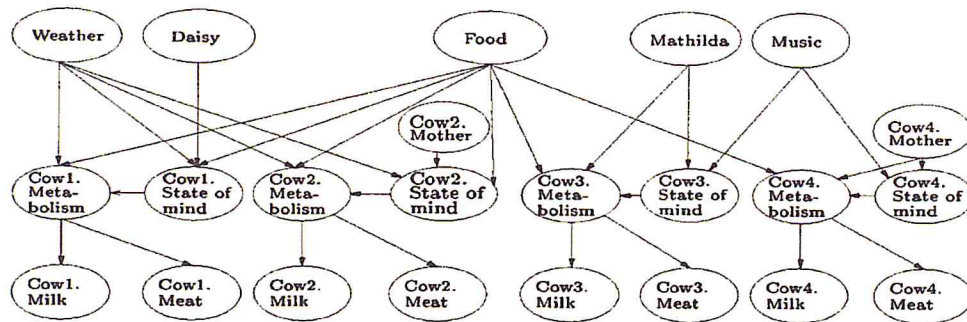 Weather
Daisy
Food
Mathilda
Music
Cow2.
Mother
Cow4.
Mother
Cow1.
Meta-
bolism
Cow1.
State of
mind
Cow2.
Meta-
bolism
Cow2.
State of
mind
Cow3.
Meta-
bolism
Cow3.
State of
mind
Cow4.
Meta-
bolism
Cow4.
State of
mind
Cow1.
Milk
Cow1.
Meat
Cow2.
Milk
Cow2.
Meat
Cow3.
Milk
Cow3.
Meat
Cow4.
Milk
Cow4.
Meat